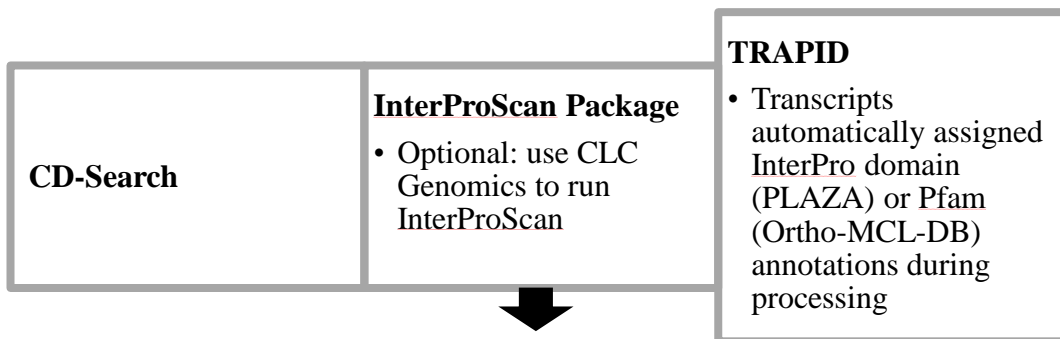 CD-Search
InterProScan Package
• Optional: use CLC
Genomics to run
InterProScan
TRAPID
• Transcripts
automatically assigned
InterPro domain
(PLAZA) or Pfam
(Ortho-MCL-DB)
annotations during
processing